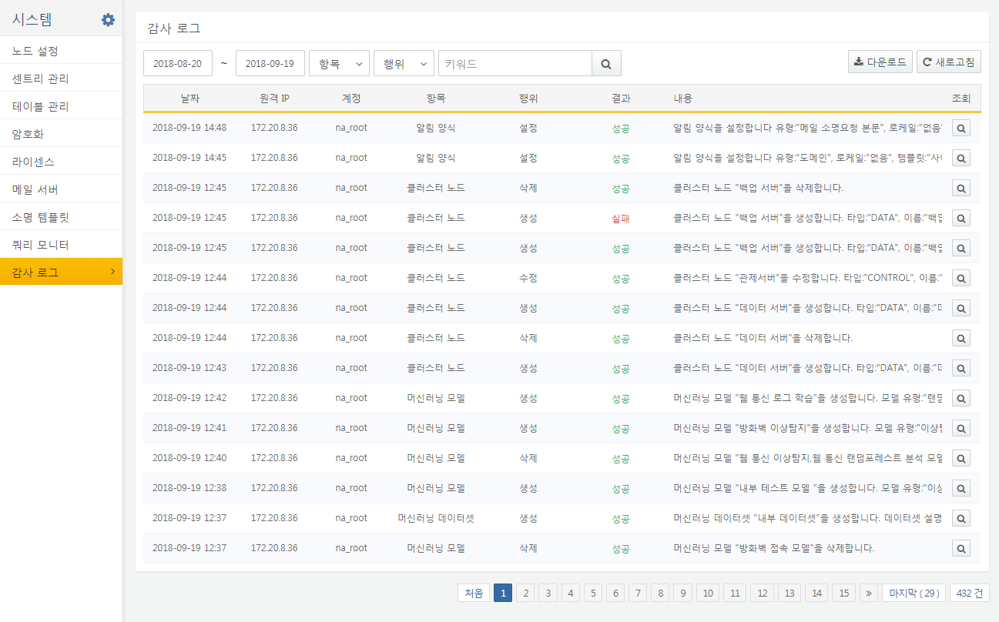 시스템
노드 설정
센트리 관리
테이블 관리
암호화
라이센스
메일 서버
소명 템플릿
쿼리 모니터
감사 로그
감사 로그
2018-08-20 ~ 2018-09-19 항목 행위 키워드 다운로드 새로고침
날짜 원격 IP 계정 항목 행위 결과 내용 조회
2018-09-19 14:48 172.20.8.36 na_root 알림 양식 설정 성공 알림 양식을 설정합니다 유형:"메일 소명요청 본문", 로케일:"없음"
2018-09-19 14:45 172.20.8.36 na_root 알림 양식 설정 성공 알림 양식을 설정합니다 유형:"도메인", 로케일:"없음", 템플릿:"사
2018-09-19 12:45 172.20.8.36 na_root 클러스터 노드 삭제 성공 클러스터 노드 "백업 서버"을 삭제합니다.
2018-09-19 12:45 172.20.8.36 na_root 클러스터 노드 생성 실패 클러스터 노드 "백업 서버"을 생성합니다. 타입:"DATA", 이름:"백업
2018-09-19 12:45 172.20.8.36 na_root 클러스터 노드 생성 성공 클러스터 노드 "백업 서버"을 생성합니다. 타입:"DATA", 이름:"백업
2018-09-19 12:44 172.20.8.36 na_root 클러스터 노드 수정 성공 클러스터 노드 "관제서버"을 수정합니다. 타입:"CONTROL", 이름:"
2018-09-19 12:44 172.20.8.36 na_root 클러스터 노드 생성 성공 클러스터 노드 "데이터 서버"을 생성합니다. 타입:"DATA", 이름:"
2018-09-19 12:44 172.20.8.36 na_root 클러스터 노드 삭제 성공 클러스터 노드 "데이터 서버"을 삭제합니다.
2018-09-19 12:43 172.20.8.36 na_root 클러스터 노드 생성 성공 클러스터 노드 "데이터 서버"을 생성합니다. 타입:"DATA", 이름:"
2018-09-19 12:42 172.20.8.36 na_root 머신러닝 모델 생성 성공 머신러닝 모델 "웹 통신 로그 학습"을 생성합니다. 모델 유형:"랜덤
2018-09-19 12:41 172.20.8.36 na_root 머신러닝 모델 생성 성공 머신러닝 모델 "방화벽 이상탐지"을 생성합니다. 모델 유형:"이상탐
2018-09-19 12:40 172.20.8.36 na_root 머신러닝 모델 삭제 성공 머신러닝 모델 "웹 통신 이상탐지,웹 통신 랜덤포레스트 분석 모델
2018-09-19 12:38 172.20.8.36 na_root 머신러닝 모델 생성 성공 머신러닝 모델 "내부 테스트 모델 "을 생성합니다. 모델 유형:"이상
2018-09-19 12:37 172.20.8.36 na_root 머신러닝 데이터셋 생성 성공 머신러닝 데이터셋 "내부 데이터셋"을 생성합니다. 데이터셋 설명
2018-09-19 12:37 172.20.8.36 na_root 머신러닝 모델 삭제 성공 머신러닝 모델 "방화벽 접속 모델"을 삭제합니다.
처음 1 2 3 4 5 6 7 8 9 10 11 12 13 14 15 » 마지막 ( 29 ) 432 건